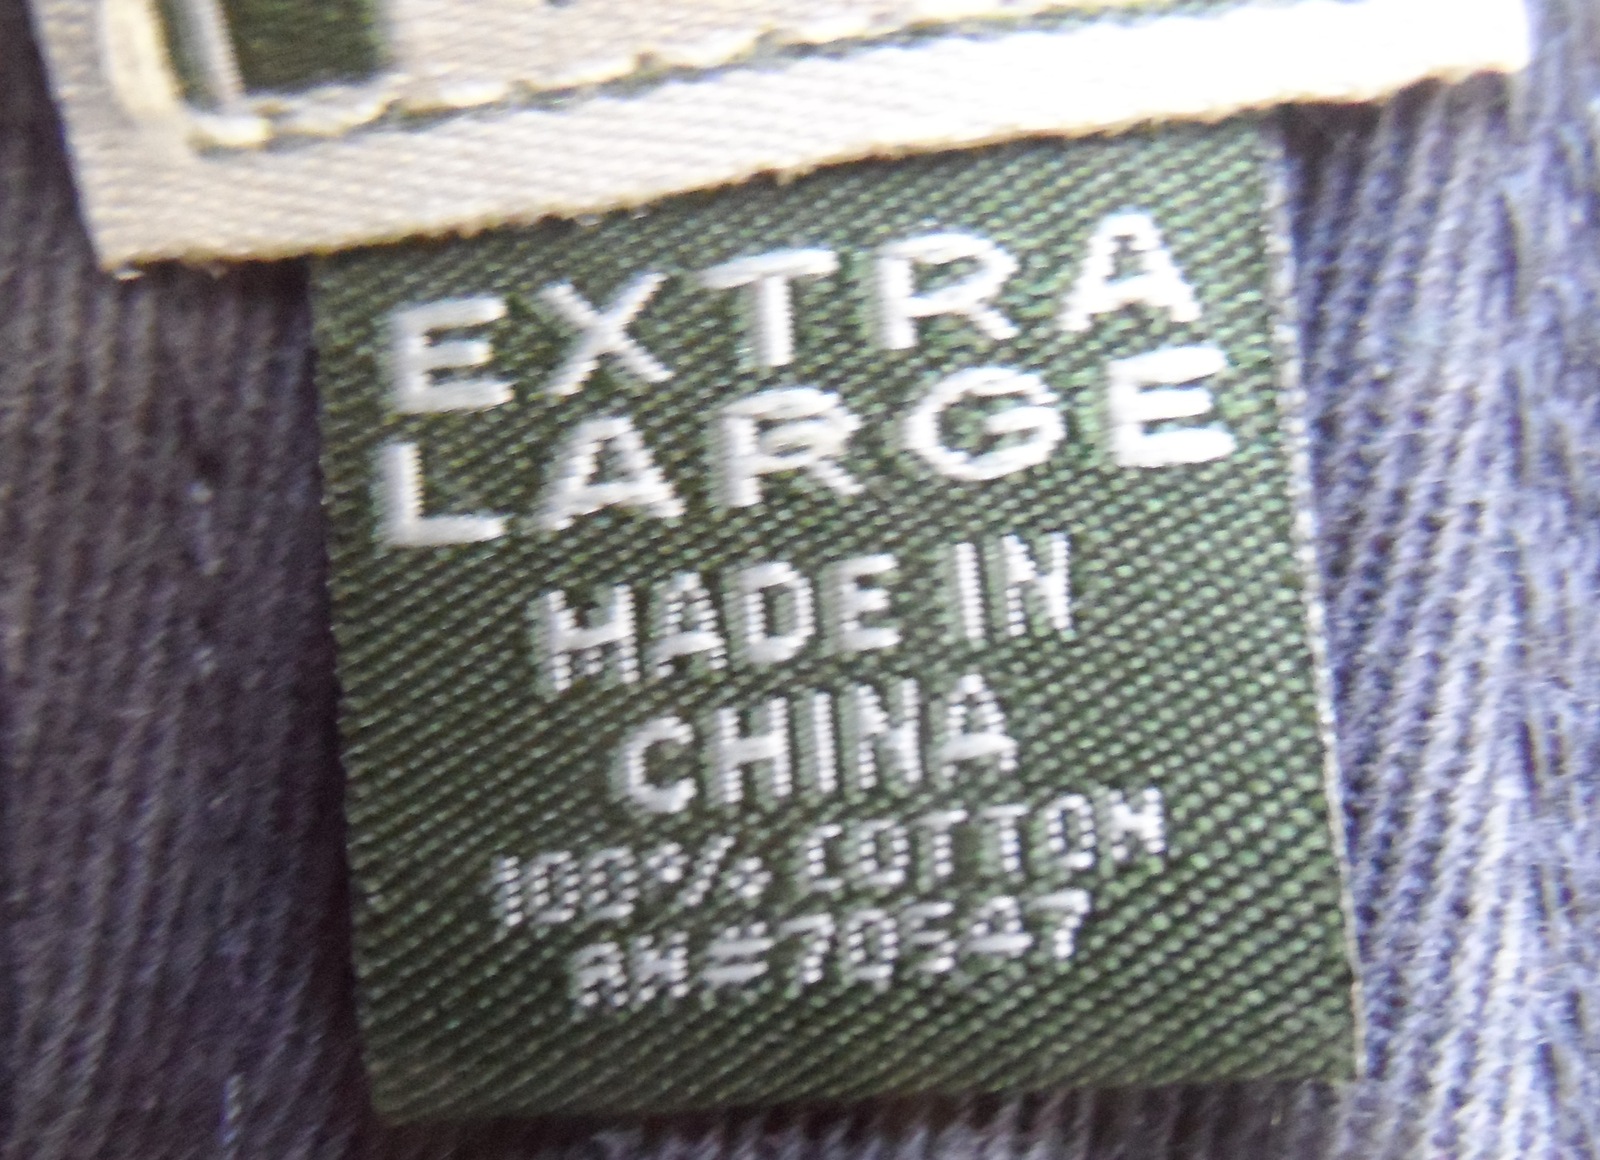 EXTRA
LARGE
MADE IN
CHINA
100% COTTON
RN#70547